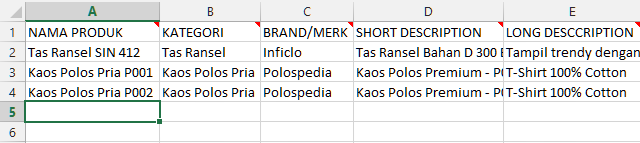 A B C D E
1 NAMA PRODUK KATEGORI BRAND/MERK SHORT DESCRIPTION LONG DESCCRIPTION
2 Tas Ransel SIN 412 Tas Ransel Inficlo Tas Ransel Bahan D 300 Tampil trendy dengan
3 Kaos Polos Pria P001 Kaos Polos Pria Polospedia Kaos Polos Premium - T-Shirt 100% Cotton
4 Kaos Polos Pria P002 Kaos Polos Pria Polospedia Kaos Polos Premium - T-Shirt 100% Cotton
5
6